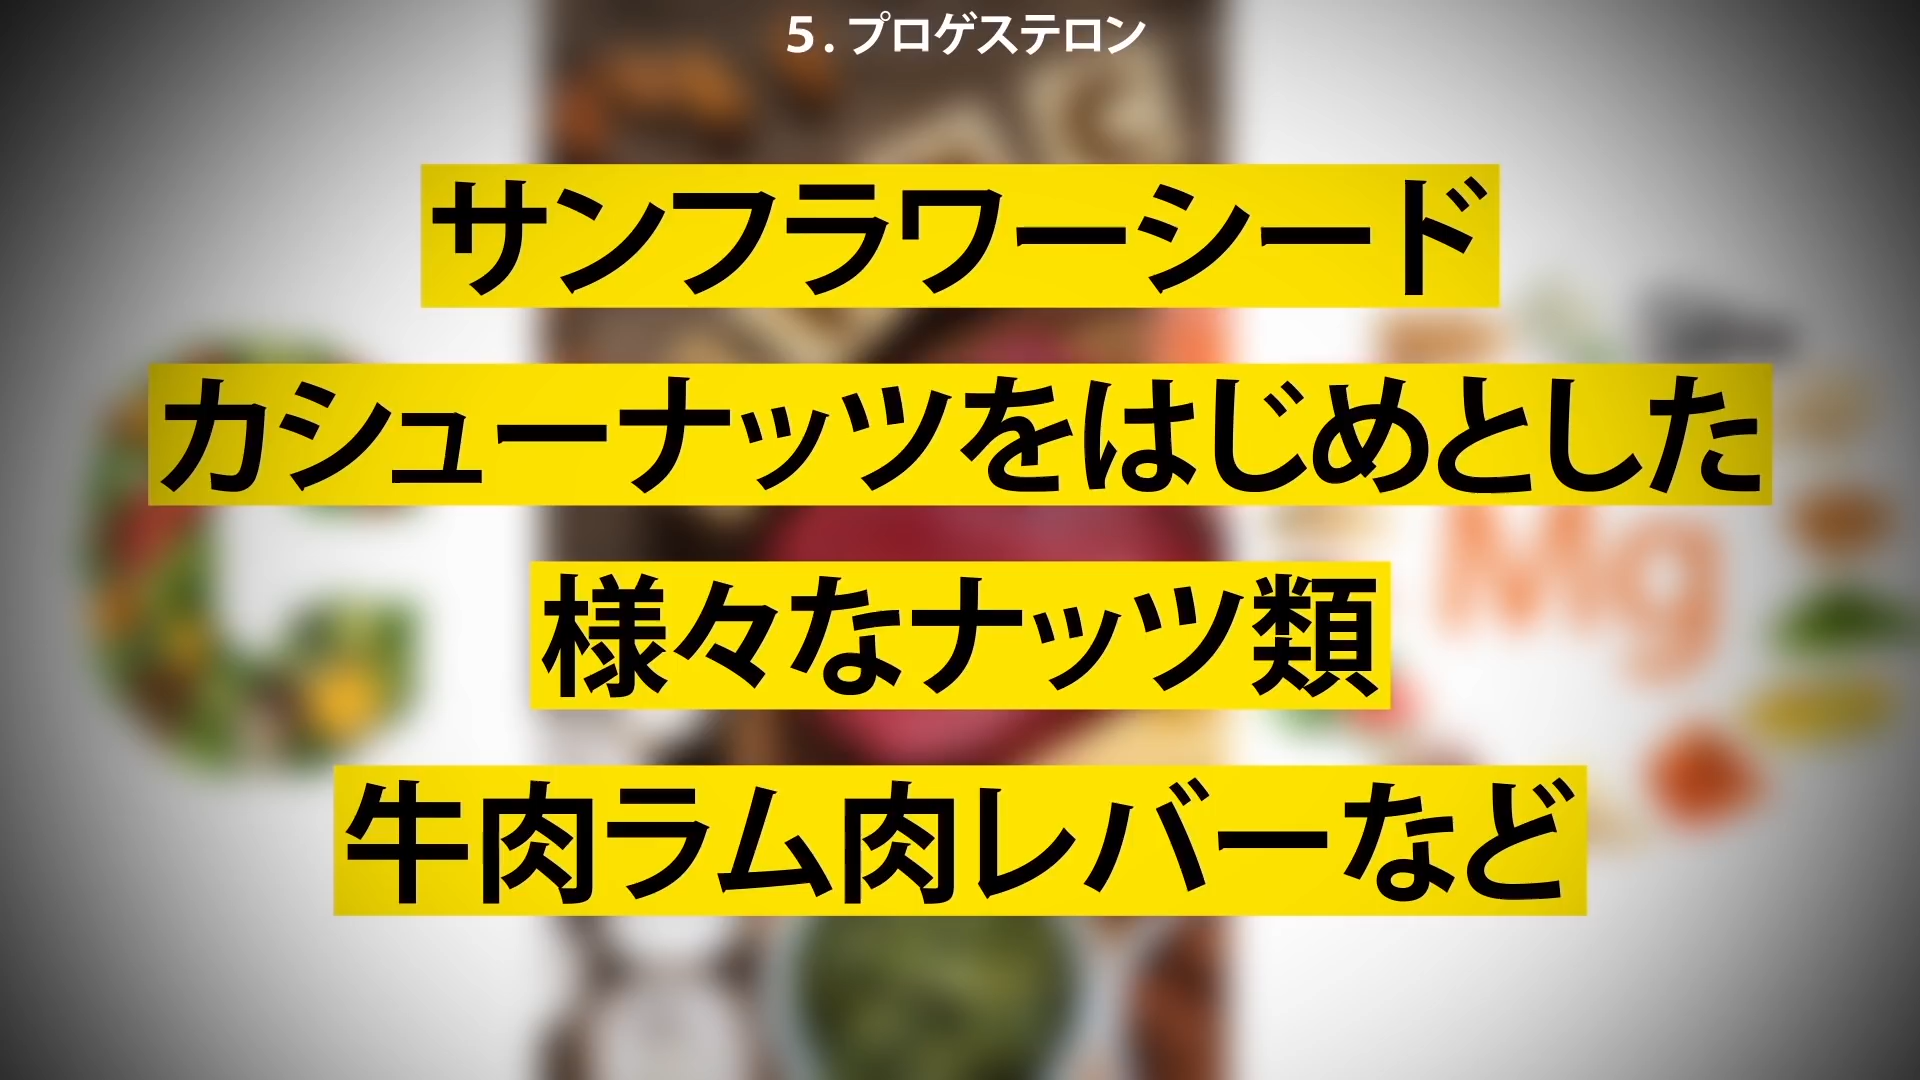 ５. プロゲステロン
サンフラワーシード
カシューナッツをはじめとした
様々なナッツ類
牛肉ラム肉レバーなど
Mg